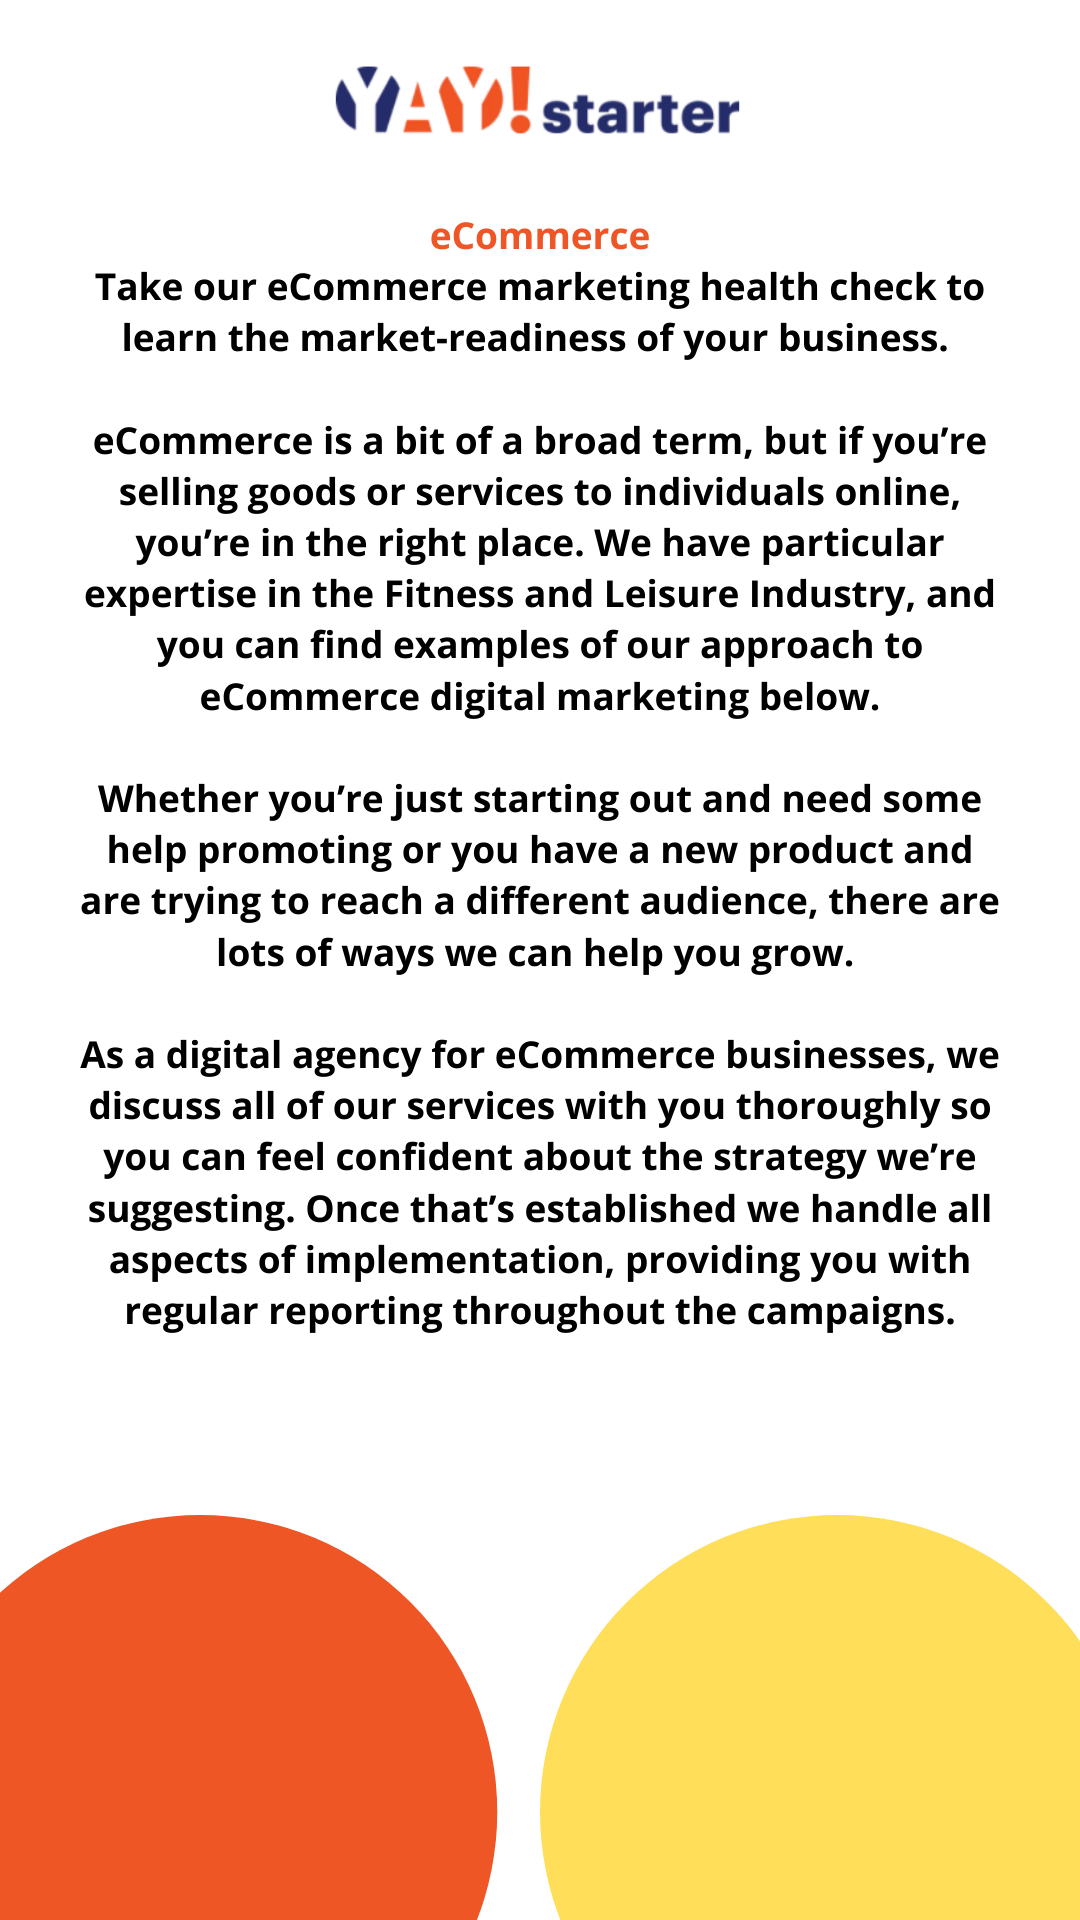 YAY! starter
eCommerce
Take our eCommerce marketing health check to
learn the market-readiness of your business.
eCommerce is a bit of a broad term, but if you’re
selling goods or services to individuals online,
you’re in the right place. We have particular
expertise in the Fitness and Leisure Industry, and
you can find examples of our approach to
eCommerce digital marketing below.
Whether you’re just starting out and need some
help promoting or you have a new product and
are trying to reach a different audience, there are
lots of ways we can help you grow.
As a digital agency for eCommerce businesses, we
discuss all of our services with you thoroughly so
you can feel confident about the strategy we’re
suggesting. Once that’s established we handle all
aspects of implementation, providing you with
regular reporting throughout the campaigns.